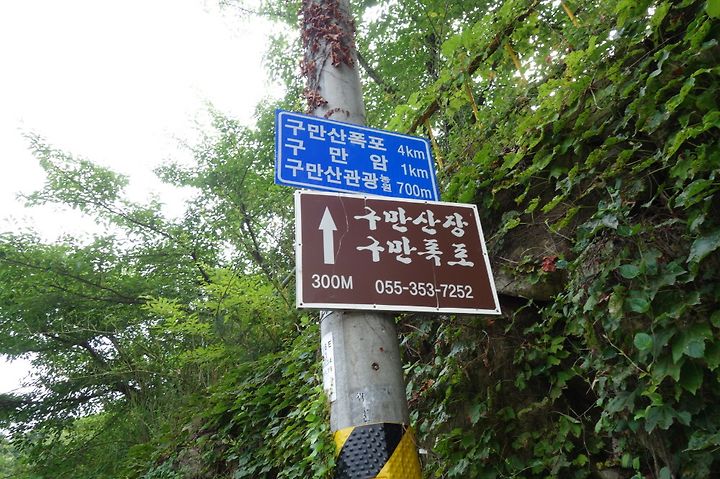 구만산폭포 4km
구만암 1km
구만산관광농원 700m
구만산장
구만폭포
300M 055-353-7252